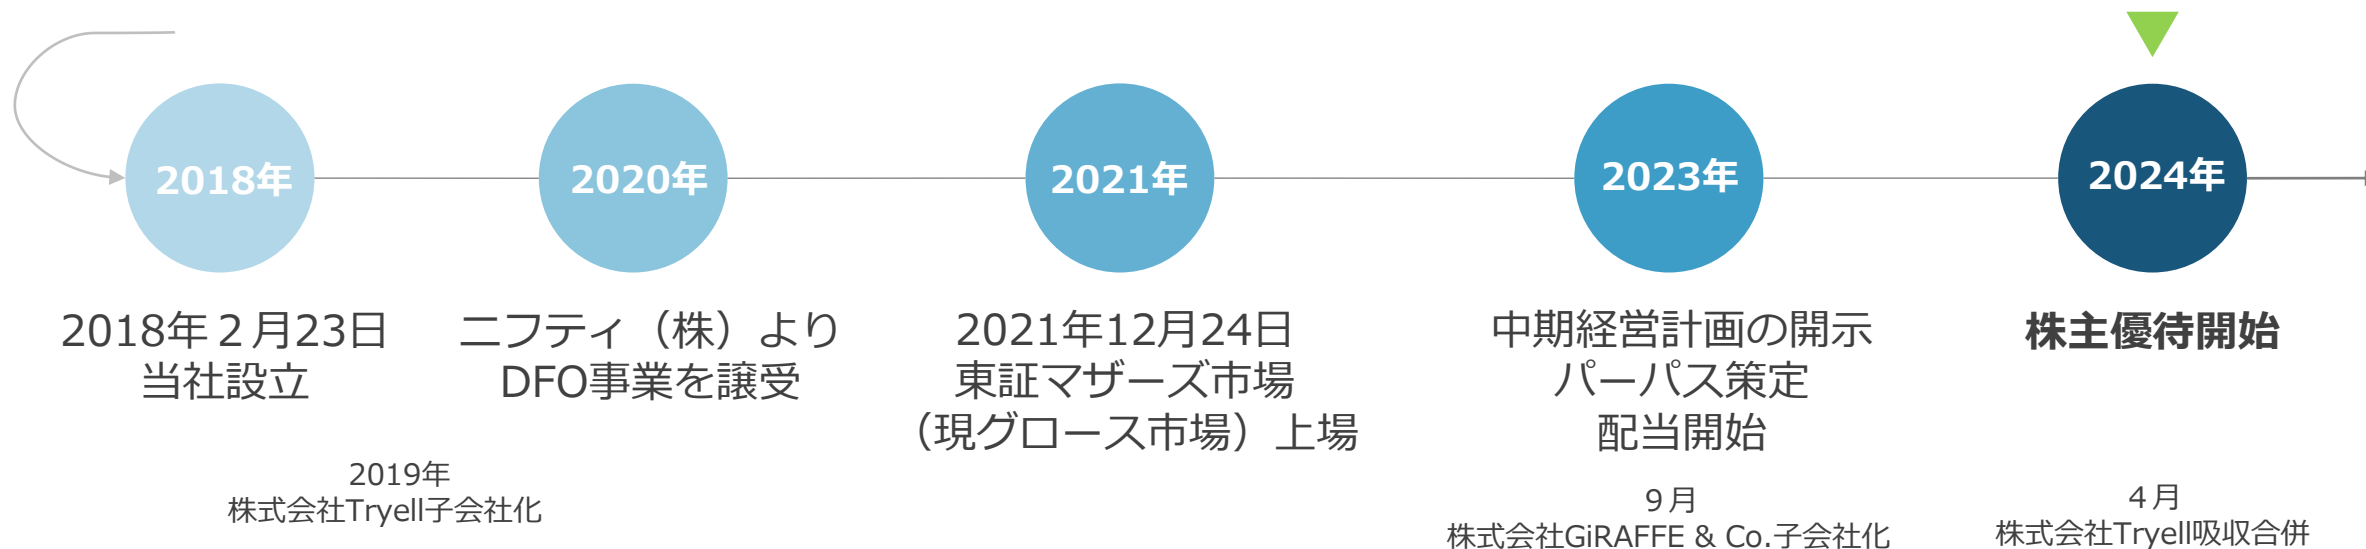 2018年
2020年
2021年
2023年
2024年
2018年２月23日
当社設立
ニフティ（株）より
DFO事業を譲受
2021年12月24日
東証マザーズ市場
（現グロース市場）上場
中期経営計画の開示
パーパス策定
配当開始
株主優待開始
2019年
株式会社Tryell子会社化
９月
株式会社GiRAFFE & Co.子会社化
４月
株式会社Tryell吸収合併